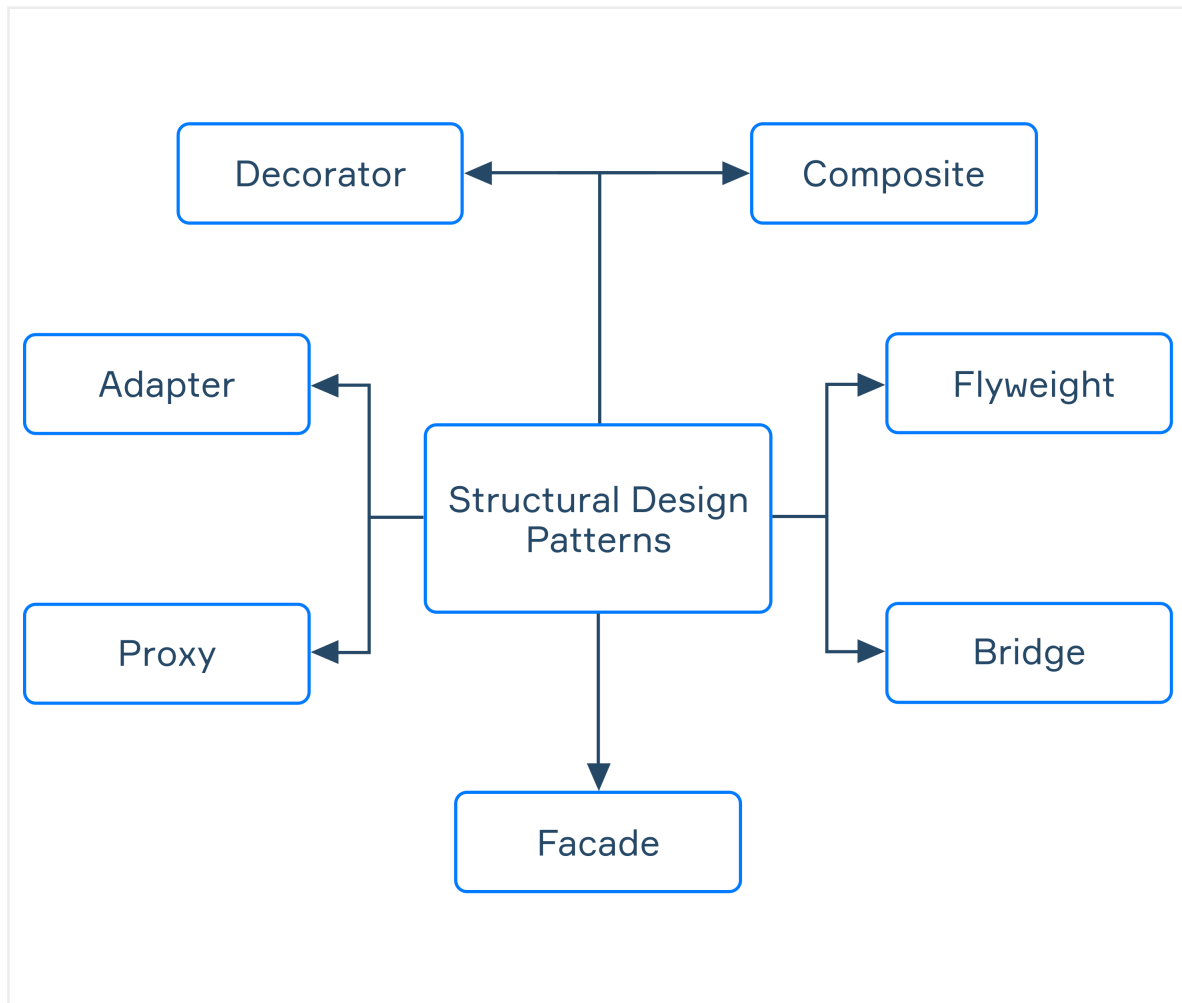 Decorator
Composite
Adapter
Flyweight
Structural Design
Patterns
Proxy
Bridge
Facade